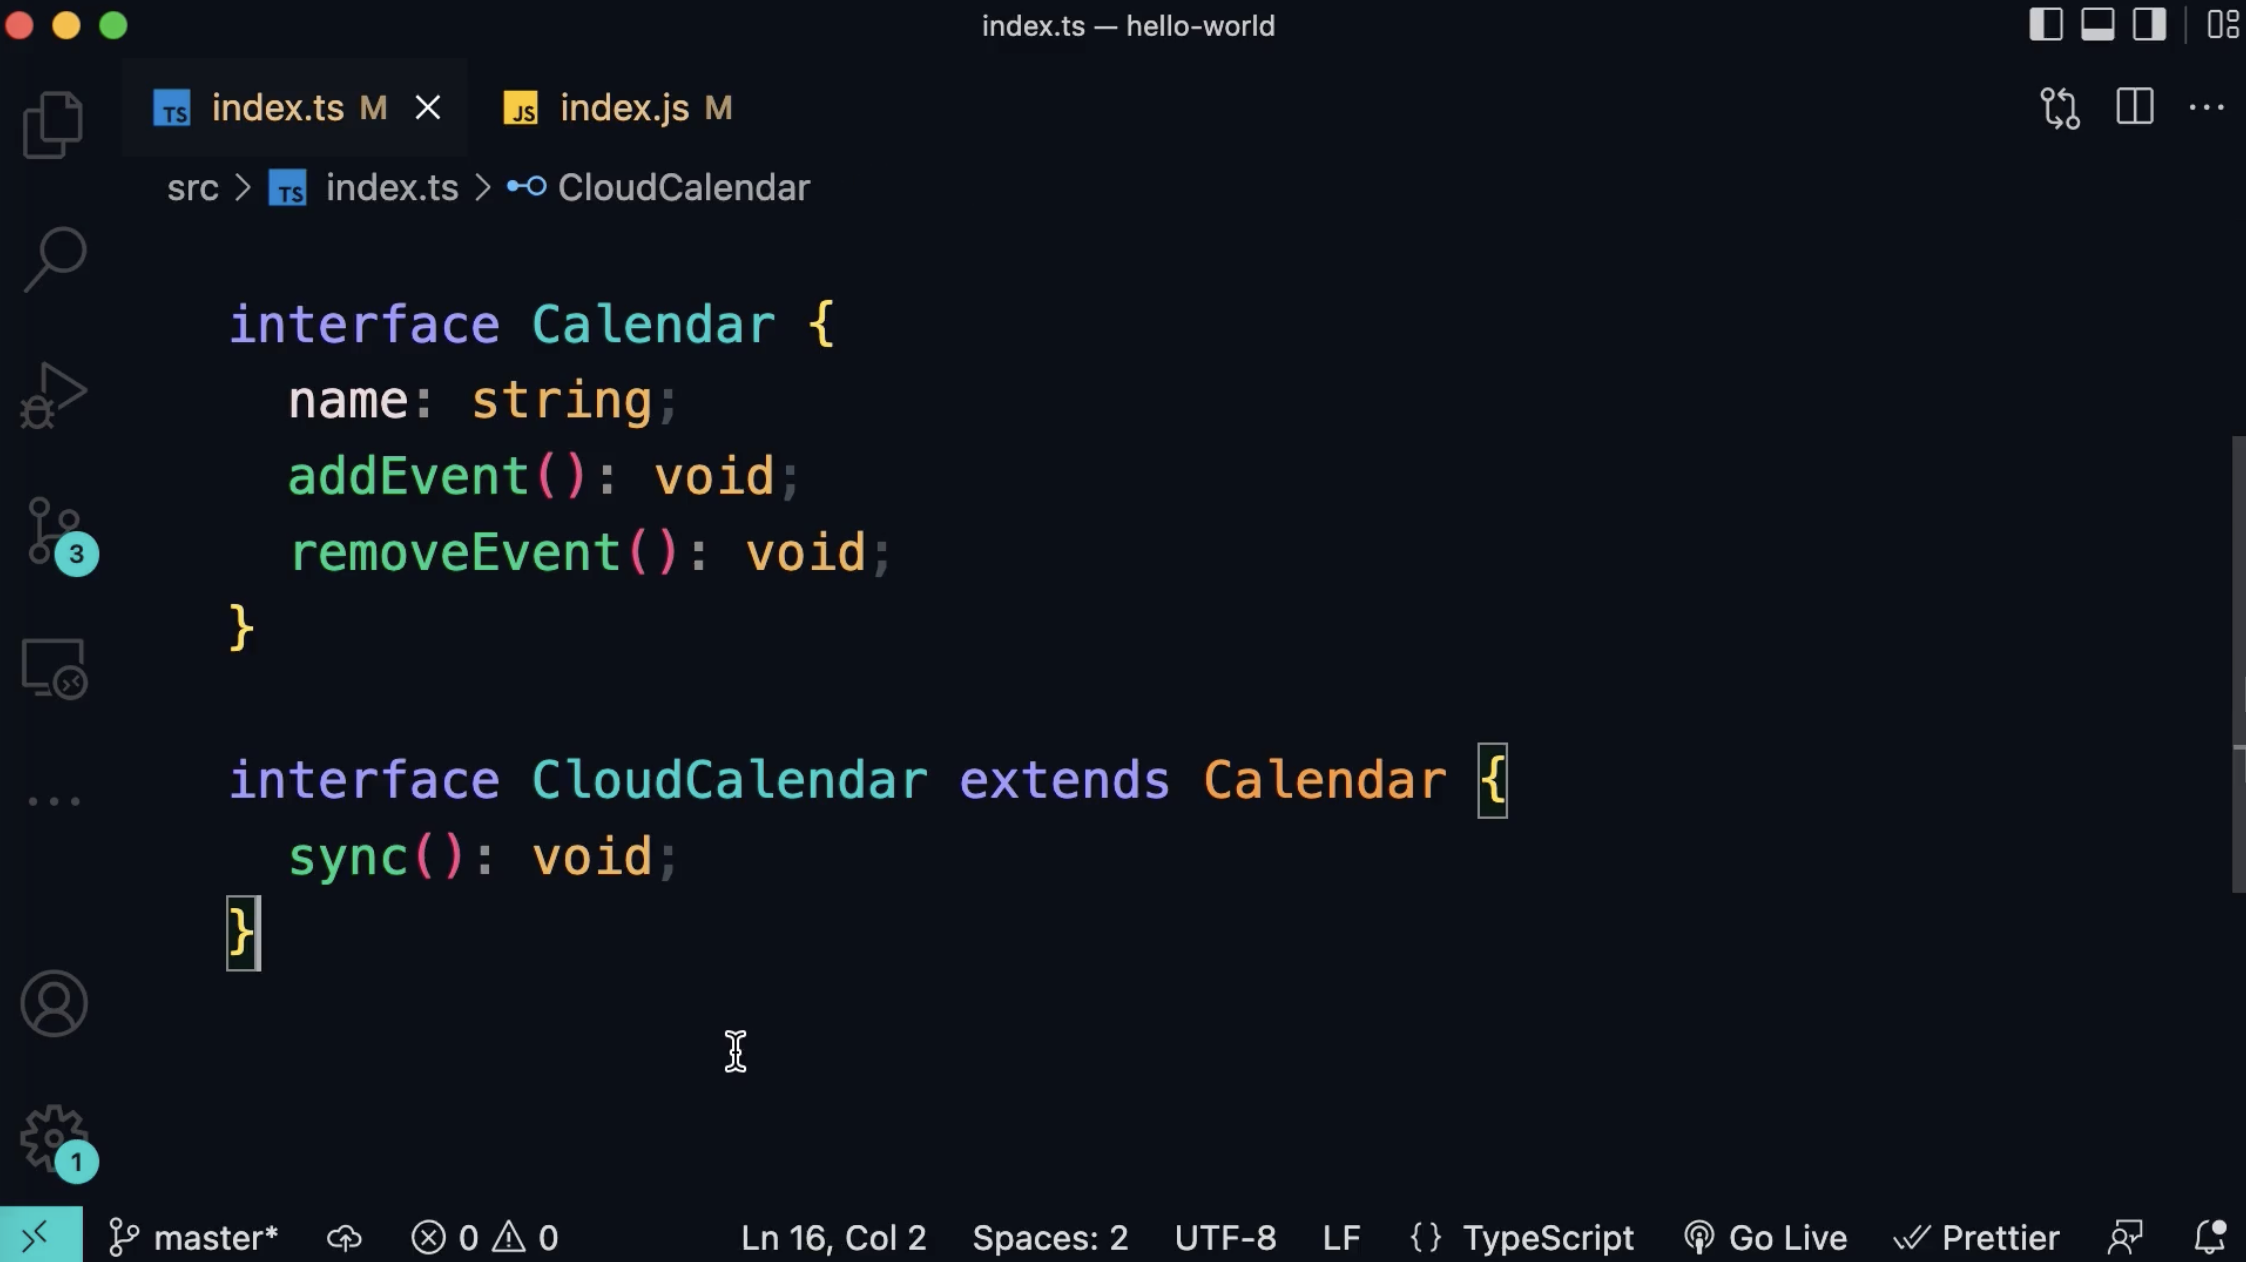 index.ts — hello-world
TS index.ts M JS index.js M
src > TS index.ts > CloudCalendar
interface Calendar {
name: string;
addEvent(): void;
removeEvent(): void;
}
interface CloudCalendar extends Calendar {
sync(): void;
}
3
1
master* 0 0 Ln 16, Col 2 Spaces: 2 UTF-8 LF {} TypeScript Go Live Prettier